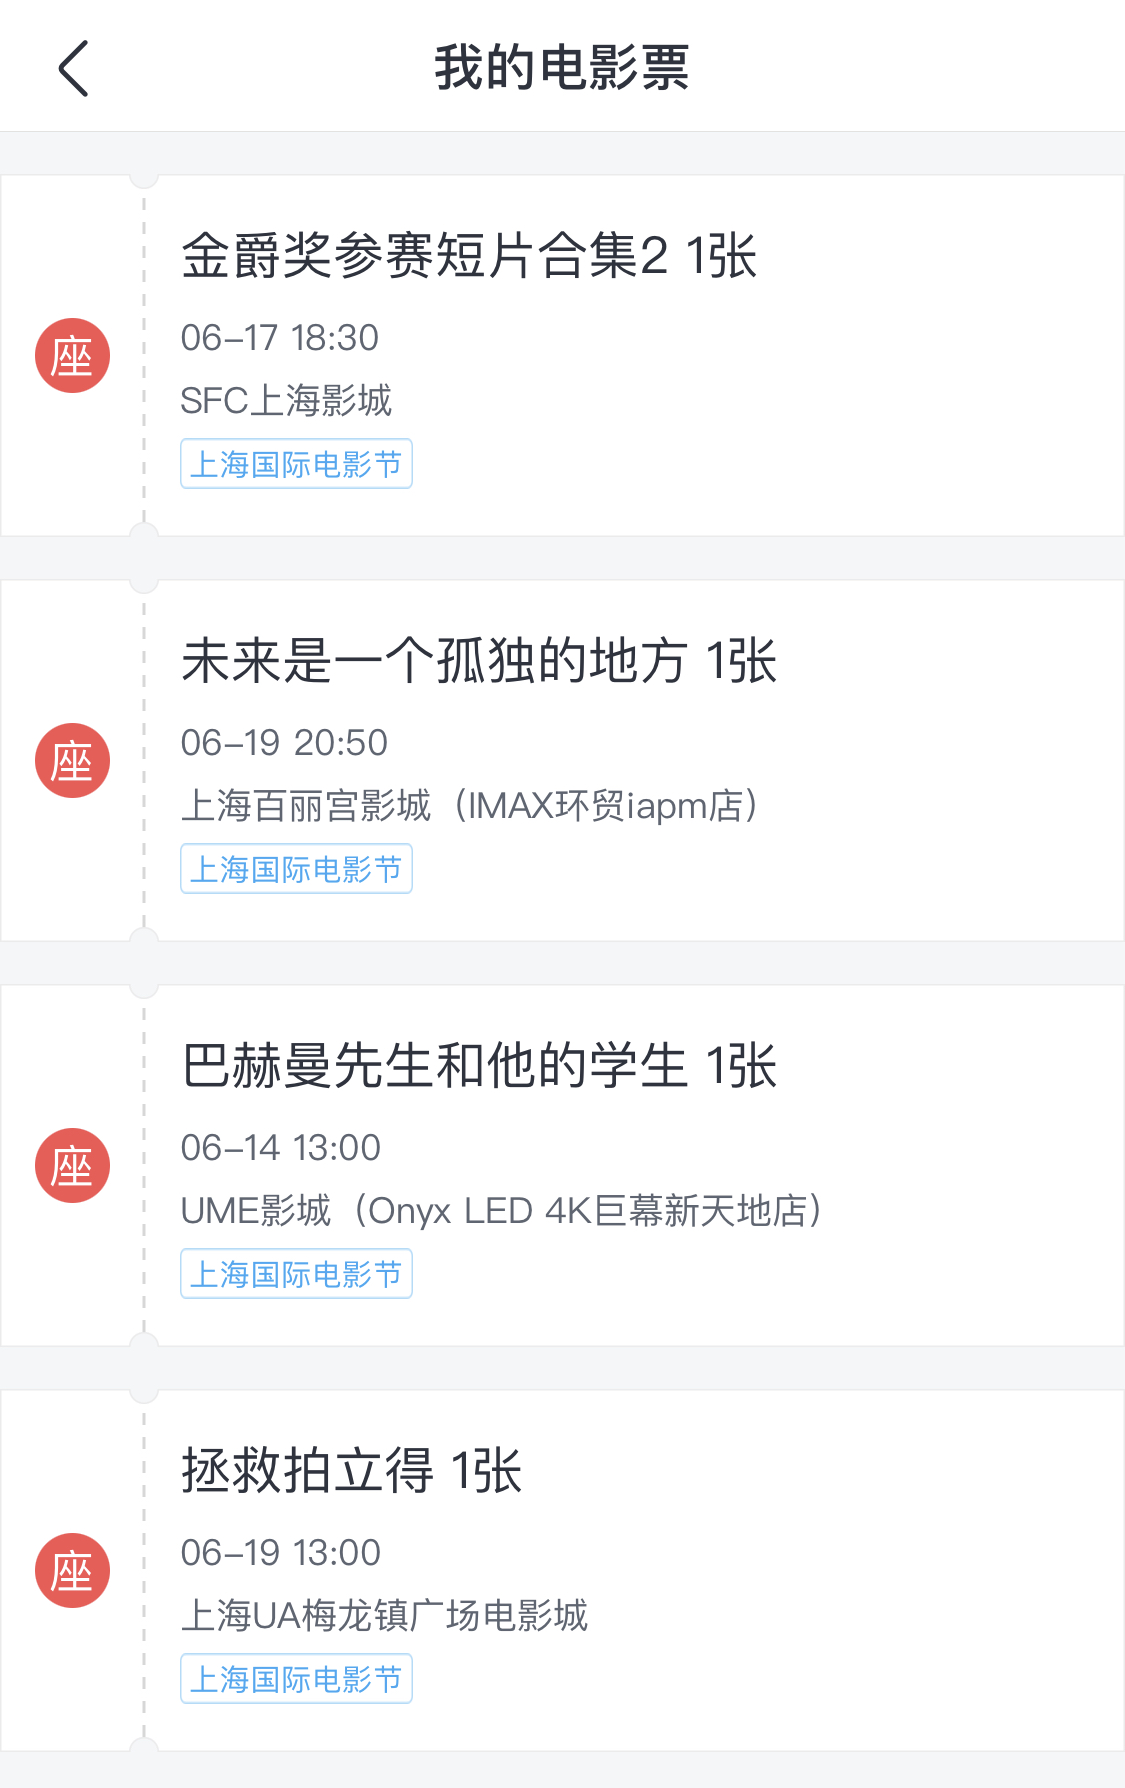 我的电影票
金爵奖参赛短片合集2 1张
座
06-17 18:30
SFC上海影城
上海国际电影节
未来是一个孤独的地方 1张
座
06-19 20:50
上海百丽宫影城（IMAX环贸iapm店）
上海国际电影节
巴赫曼先生和他的学生 1张
座
06-14 13:00
UME影城（Onyx LED 4K巨幕新天地店）
上海国际电影节
拯救拍立得 1张
座
06-19 13:00
上海UA梅龙镇广场电影城
上海国际电影节